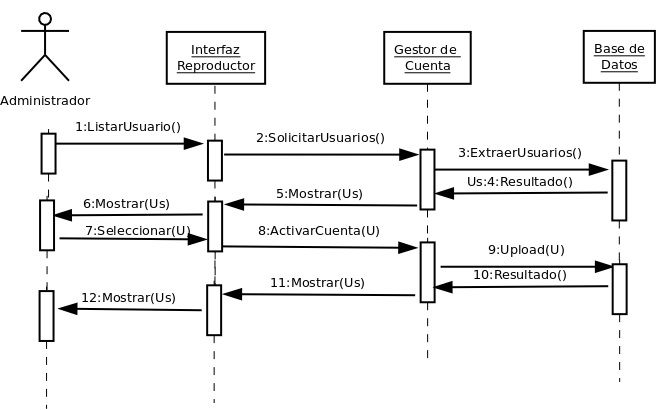 Interfaz
Reproductor
Gestor de
Cuenta
Base de
Datos
Administrador
1:ListarUsuario()
2:SolicitarUsuarios()
3:ExtraerUsuarios()
Us:4:Resultado()
5:Mostrar(Us)
6:Mostrar(Us)
7:Seleccionar(U)
8:ActivarCuenta(U)
9:Upload(U)
10:Resultado()
11:Mostrar(Us)
12:Mostrar(Us)